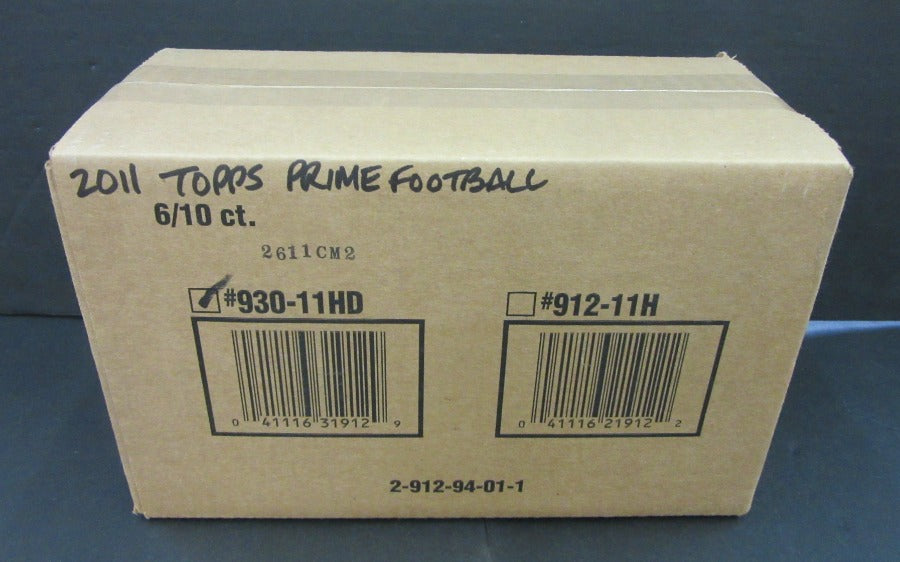 2011 TOPPS PRIME FOOTBALL
6/10 ct.
2611CM2
#930-11HD
#912-11H
0 41116 31912 9
0 41116 21912 2
2-912-94-01-1